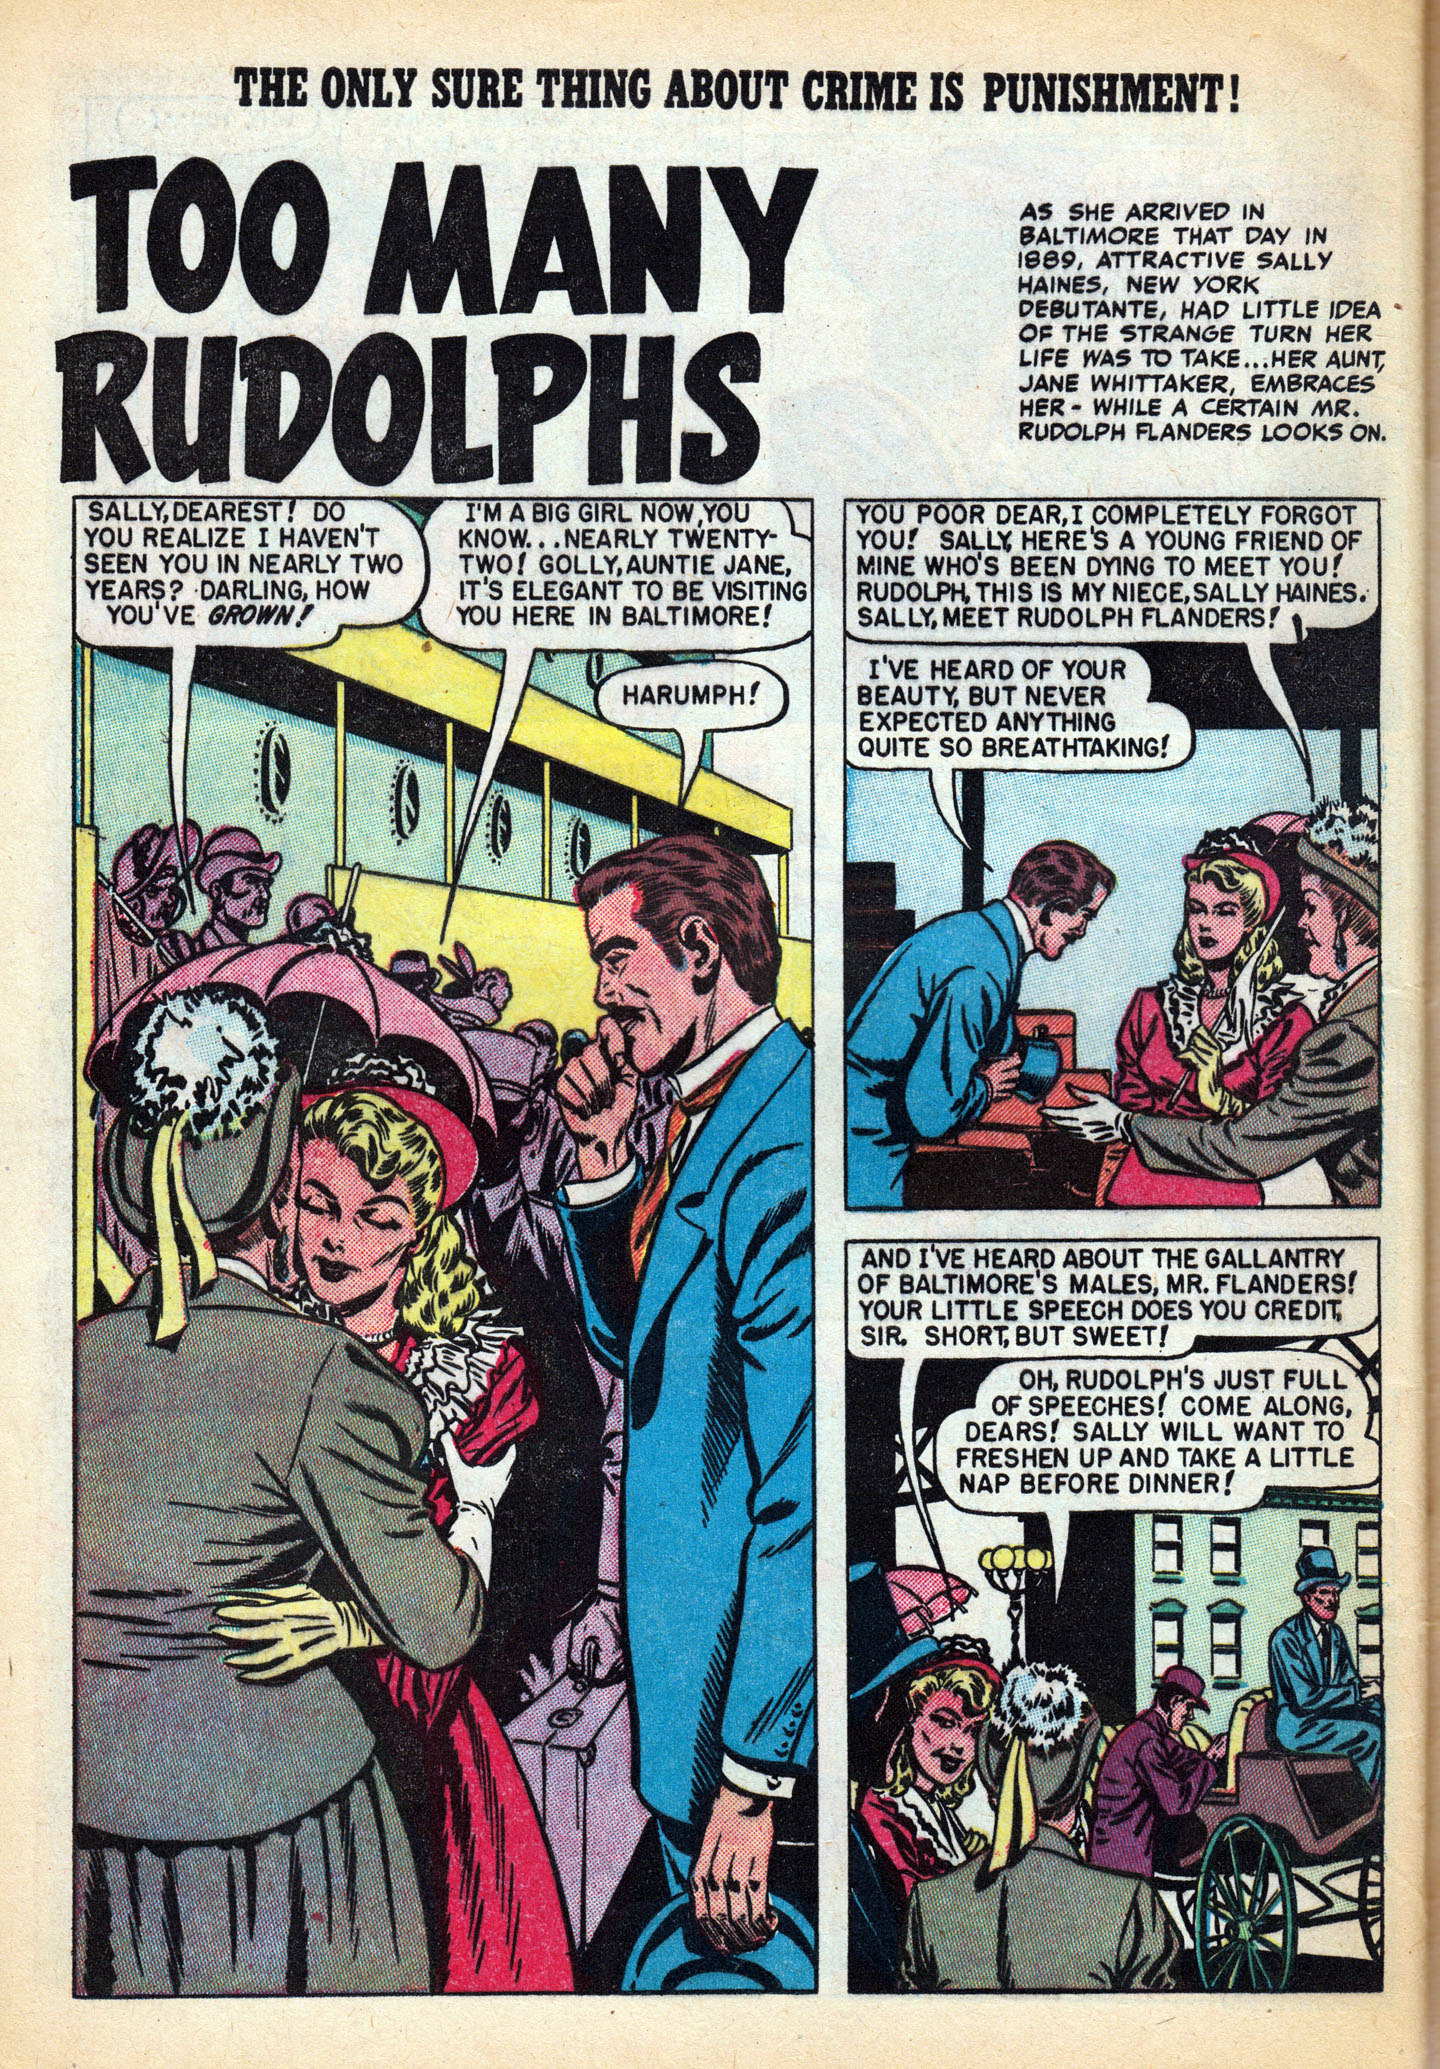 THE ONLY SURE THING ABOUT CRIME IS PUNISHMENT!
TOO MANY
RUDOLPHS
AS SHE ARRIVED IN
BALTIMORE THAT DAY IN
1889, ATTRACTIVE SALLY
HAINES, NEW YORK
DEBUTANTE, HAD LITTLE IDEA
OF THE STRANGE TURN HER
LIFE WAS TO TAKE...HER AUNT,
JANE WHITTAKER, EMBRACES
HER - WHILE A CERTAIN MR.
RUDOLPH FLANDERS LOOKS ON.
SALLY, DEAREST! DO
YOU REALIZE I HAVEN'T
SEEN YOU IN NEARLY TWO
YEARS? DARLING, HOW
YOU'VE GROWN!
I'M A BIG GIRL NOW, YOU
KNOW...NEARLY TWENTY-
TWO! GOLLY, AUNTIE JANE,
IT'S ELEGANT TO BE VISITING
YOU HERE IN BALTIMORE!
HARUMPH!
YOU POOR DEAR, I COMPLETELY FORGOT
YOU! SALLY, HERE'S A YOUNG FRIEND OF
MINE WHO'S BEEN DYING TO MEET YOU!
RUDOLPH, THIS IS MY NIECE, SALLY HAINES.
SALLY, MEET RUDOLPH FLANDERS!
I'VE HEARD OF YOUR
BEAUTY, BUT NEVER
EXPECTED ANYTHING
QUITE SO BREATHTAKING!
AND I'VE HEARD ABOUT THE GALLANTRY
OF BALTIMORE'S MALES, MR. FLANDERS!
YOUR LITTLE SPEECH DOES YOU CREDIT,
SIR. SHORT, BUT SWEET!
OH, RUDOLPH'S JUST FULL
OF SPEECHES! COME ALONG,
DEARS! SALLY WILL WANT TO
FRESHEN UP AND TAKE A LITTLE
NAP BEFORE DINNER!